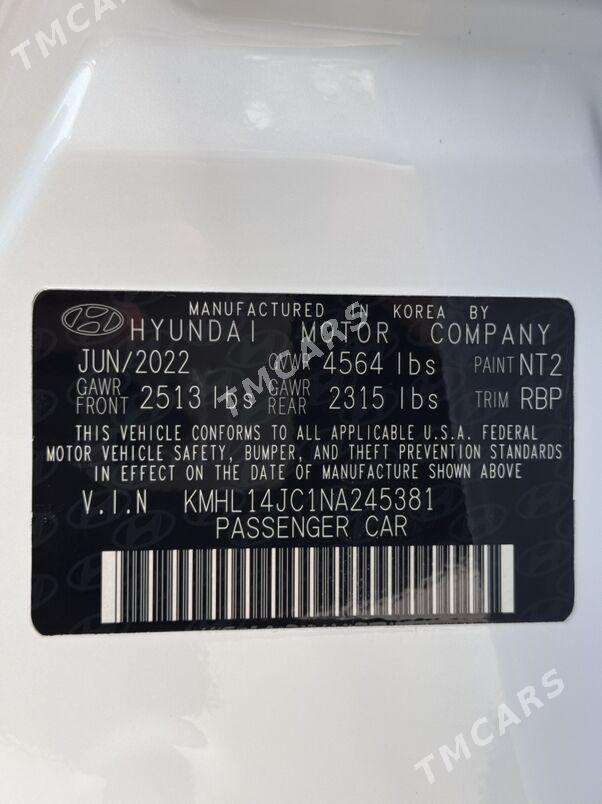 TMCARS
TMCARS
MANUFACTURED IN KOREA BY
HYUNDAI MOTOR COMPANY
JUN/2022 GVWR 4564 lbs PAINT NT2
GAWR FRONT 2513 lbs GAWR REAR 2315 lbs TRIM RBP
THIS VEHICLE CONFORMS TO ALL APPLICABLE U.S.A. FEDERAL
MOTOR VEHICLE SAFETY, BUMPER, AND THEFT PREVENTION STANDARDS
IN EFFECT ON THE DATE OF MANUFACTURE SHOWN ABOVE
V.I.N KMHL14JC1NA245381
PASSENGER CAR
TMCARS